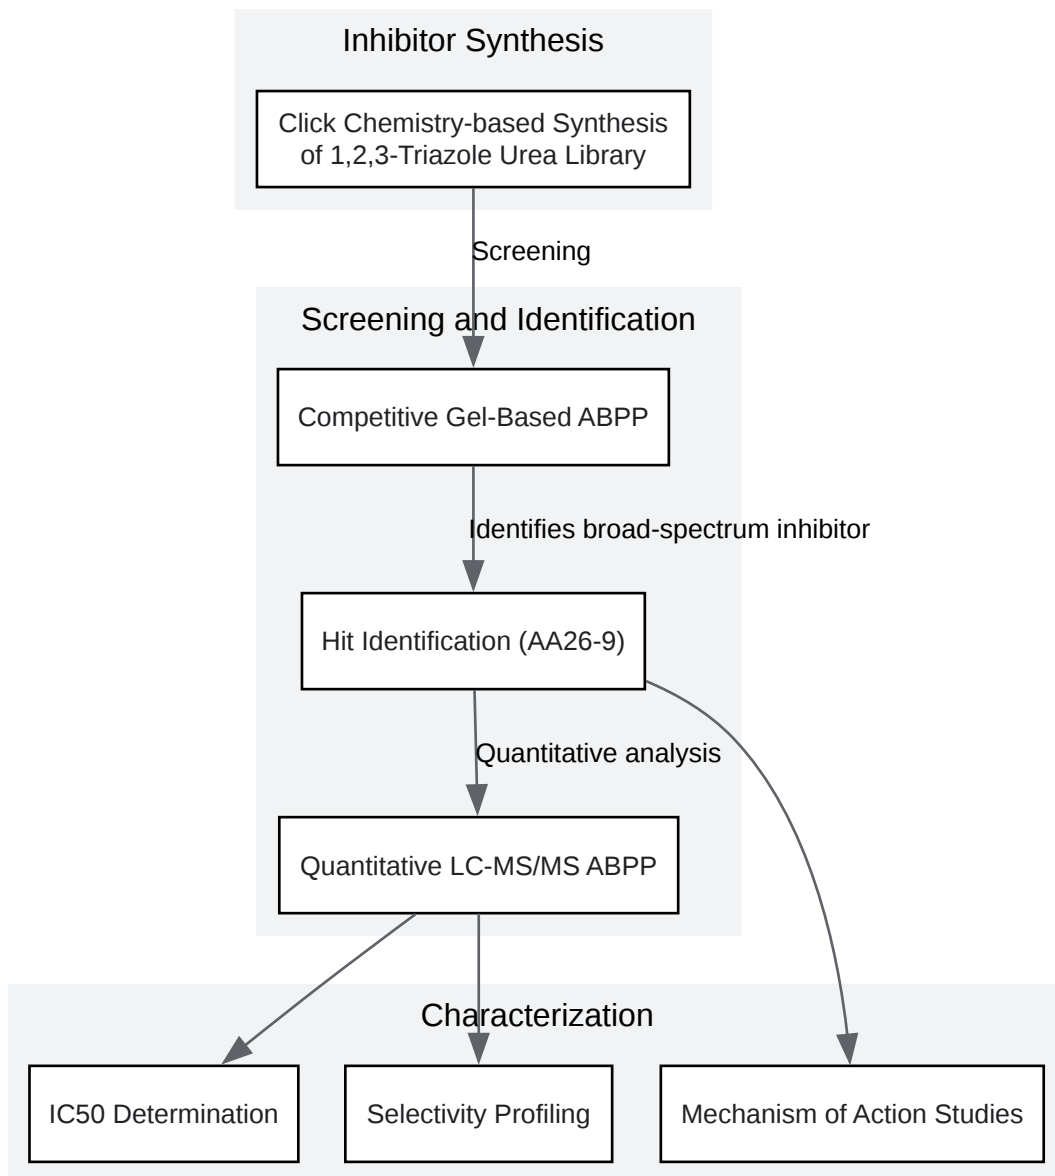 Inhibitor Synthesis
Click Chemistry-based Synthesis
of 1,2,3-Triazole Urea Library
Screening
Screening and Identification
Competitive Gel-Based ABPP
Identifies broad-spectrum inhibitor
Hit Identification (AA26-9)
Quantitative analysis
Quantitative LC-MS/MS ABPP
Characterization
IC50 Determination
Selectivity Profiling
Mechanism of Action Studies